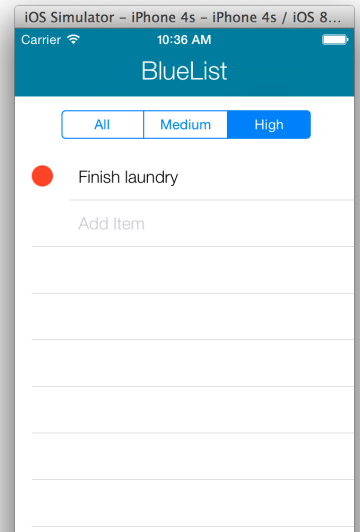 iOS Simulator – iPhone 4s – iPhone 4s / iOS 8...
Carrier 10:36 AM
BlueList
All Medium High
Finish laundry
Add Item